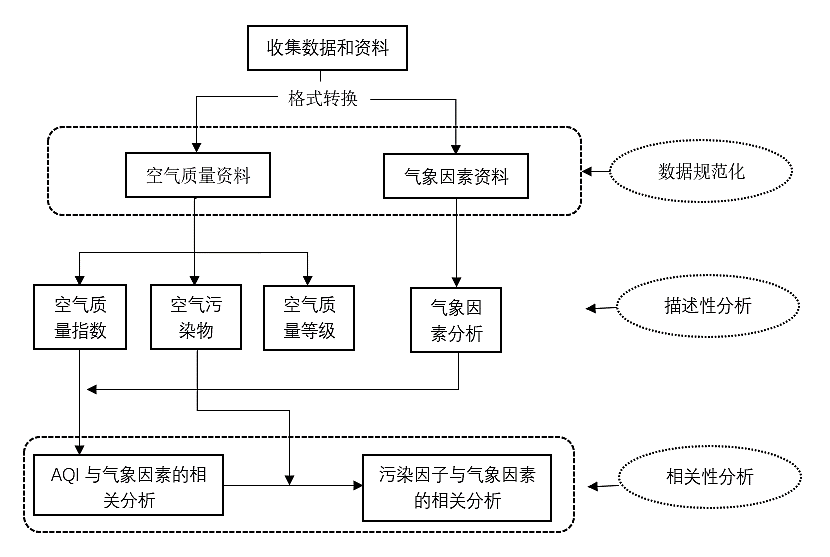 收集数据和资料
格式转换
空气质量资料
气象因素资料
数据规范化
空气质
量指数
空气污
染物
空气质
量等级
气象因
素分析
描述性分析
AQI 与气象因素的相
关分析
污染因子与气象因素
的相关分析
相关性分析